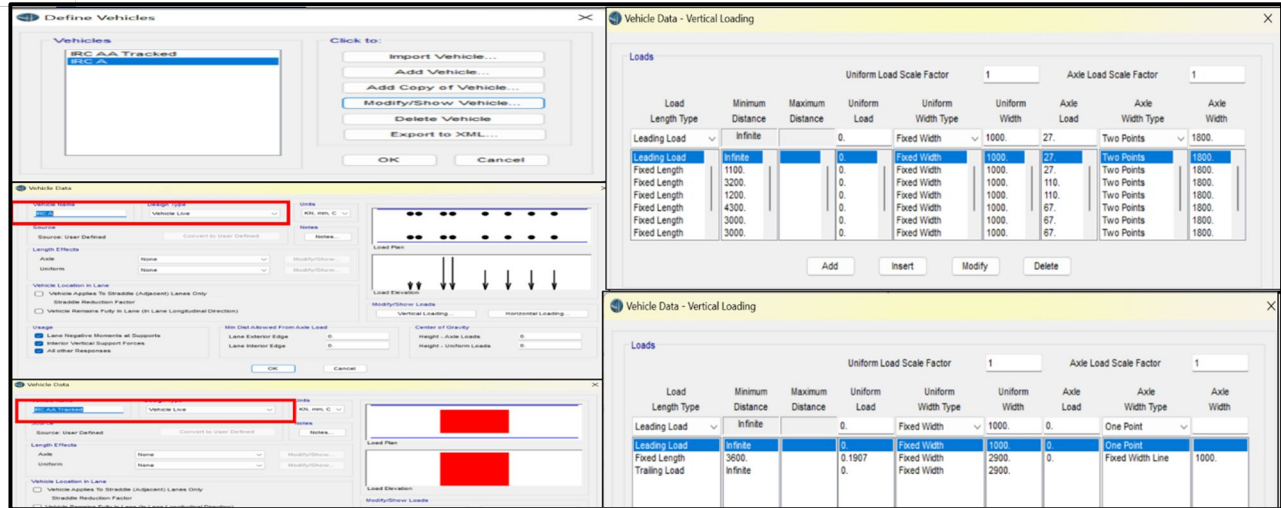 Define Vehicles
Vehicles
Click to:
IRC AA Tracked
IRC A
Import Vehicle...
Add Vehicle...
Add Copy of Vehicle...
Modify/Show Vehicle...
Delete Vehicle
Export to XML...
OK Cancel
Vehicle Data
Vehicle Name Design Type Units
IRC A Vehicle Live KN, mm, C
Source Notes
Source: User Defined Convert to User Defined Notes...
Load Plan
Length Effects
Axle None Modify/Show...
Uniform None Modify/Show...
Vehicle Location in Lane
Vehicle Applies To Straddle (Adjacent) Lanes Only
Straddle Reduction Factor
Vehicle Remains Fully In Lane (In Lane Longitudinal Direction)
Load Elevation
Modify/Show Loads
Vertical Loading... Horizontal Loading...
Usage Min Dist Allowed From Axle Load Center of Gravity
Lane Negative Moments at Supports Lane Exterior Edge 0. Height - Axle Loads 0.
Interior Vertical Support Forces Lane Interior Edge 0. Height - Uniform Loads 0.
All other Responses
OK Cancel
Vehicle Data
IRC AA Tracked Vehicle Live KN, mm, C
Source Notes
Source: User Defined Convert to User Defined Notes...
Load Plan
Length Effects
Axle None Modify/Show...
Uniform None Modify/Show...
Vehicle Location in Lane
Vehicle Applies To Straddle (Adjacent) Lanes Only
Straddle Reduction Factor
Load Elevation
Modify/Show Loads
Vehicle Data - Vertical Loading
Loads
Uniform Load Scale Factor 1 Axle Load Scale Factor 1
Load Minimum Maximum Uniform Uniform Uniform Axle Axle Axle
Length Type Distance Distance Load Width Type Width Load Width Type Width
Leading Load Infinite 0. Fixed Width 1000. 27. Two Points 1800.
Leading Load Infinite 0. Fixed Width 1000. 27. Two Points 1800.
Fixed Length 1100. 0. Fixed Width 1000. 27. Two Points 1800.
Fixed Length 3200. 0. Fixed Width 1000. 110. Two Points 1800.
Fixed Length 1200. 0. Fixed Width 1000. 110. Two Points 1800.
Fixed Length 4300. 0. Fixed Width 1000. 67. Two Points 1800.
Fixed Length 3000. 0. Fixed Width 1000. 67. Two Points 1800.
Fixed Length 3000. 0. Fixed Width 1000. 67. Two Points 1800.
Add Insert Modify Delete
Vehicle Data - Vertical Loading
Loads
Uniform Load Scale Factor 1 Axle Load Scale Factor 1
Load Minimum Maximum Uniform Uniform Uniform Axle Axle Axle
Length Type Distance Distance Load Width Type Width Load Width Type Width
Leading Load Infinite 0. Fixed Width 1000. 0. One Point
Leading Load Infinite 0. Fixed Width 1000. 0. One Point
Fixed Length 3600. 0.1907 Fixed Width 2900. 0. Fixed Width Line 1000.
Trailing Load Infinite 0. Fixed Width 2900.